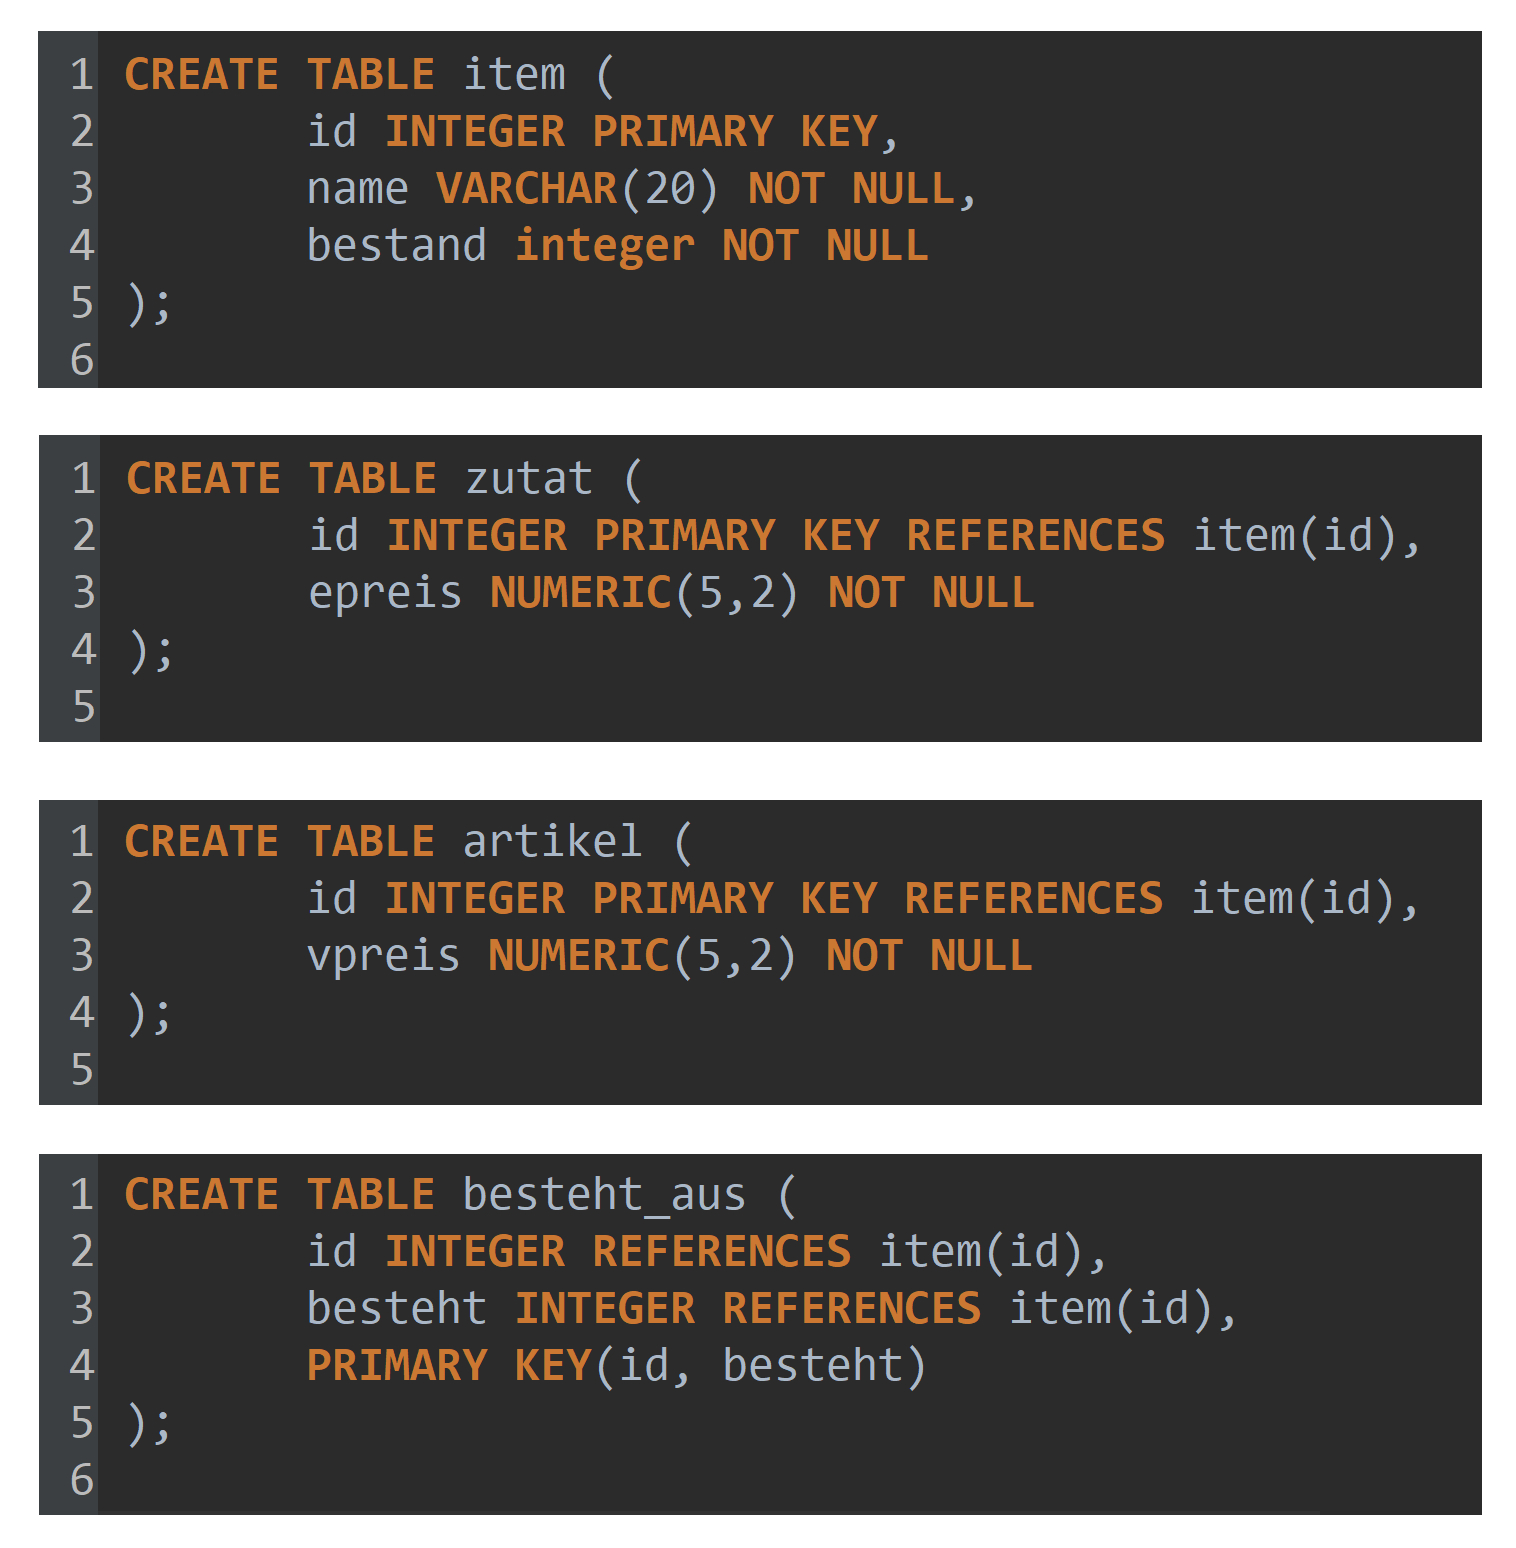 1 CREATE TABLE item (
2 id INTEGER PRIMARY KEY,
3 name VARCHAR(20) NOT NULL,
4 bestand integer NOT NULL
5 );
6
1 CREATE TABLE zutat (
2 id INTEGER PRIMARY KEY REFERENCES item(id),
3 epreis NUMERIC(5,2) NOT NULL
4 );
5
1 CREATE TABLE artikel (
2 id INTEGER PRIMARY KEY REFERENCES item(id),
3 vpreis NUMERIC(5,2) NOT NULL
4 );
5
1 CREATE TABLE besteht_aus (
2 id INTEGER REFERENCES item(id),
3 besteht INTEGER REFERENCES item(id),
4 PRIMARY KEY(id, besteht)
5 );
6